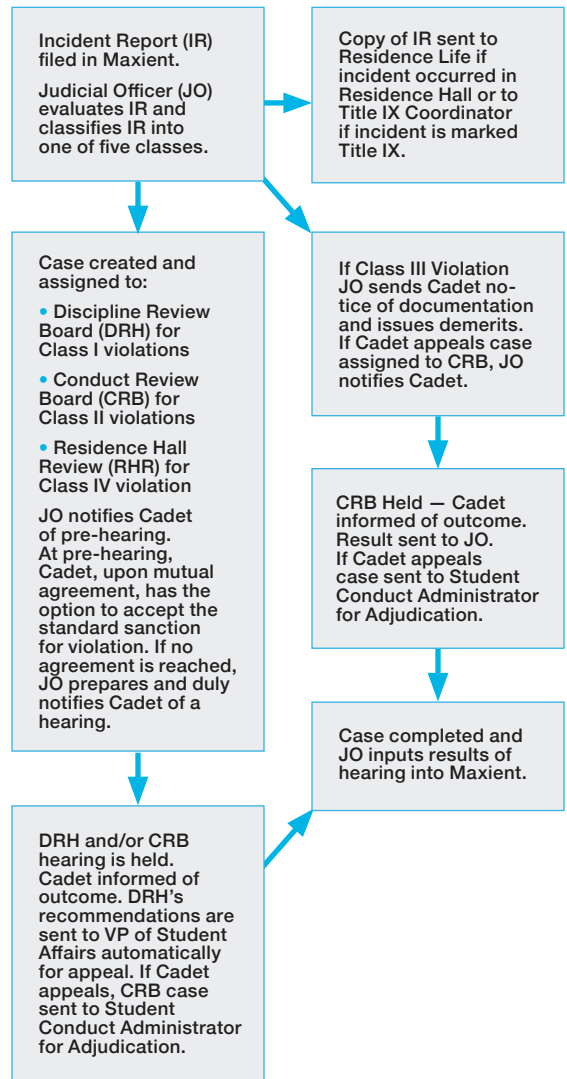 Incident Report (IR)
filed in Maxient.
Judicial Officer (JO)
evaluates IR and
classifies IR into
one of five classes.
Copy of IR sent to
Residence Life if
incident occurred in
Residence Hall or to
Title IX Coordinator
if incident is marked
Title IX.
Case created and
assigned to:
• Discipline Review
Board (DRH) for
Class I violations
• Conduct Review
Board (CRB) for
Class II violations
• Residence Hall
Review (RHR) for
Class IV violation
JO notifies Cadet
of pre-hearing.
At pre-hearing,
Cadet, upon mutual
agreement, has the
option to accept the
standard sanction
for violation. If no
agreement is reached,
JO prepares and duly
notifies Cadet of a
hearing.
If Class III Violation
JO sends Cadet no-
tice of documentation
and issues demerits.
If Cadet appeals case
assigned to CRB, JO
notifies Cadet.
CRB Held — Cadet
informed of outcome.
Result sent to JO.
If Cadet appeals
case sent to Student
Conduct Administrator
for Adjudication.
Case completed and
JO inputs results of
hearing into Maxient.
DRH and/or CRB
hearing is held.
Cadet informed of
outcome. DRH’s
recommendations are
sent to VP of Student
Affairs automatically
for appeal. If Cadet
appeals, CRB case
sent to Student
Conduct Administrator
for Adjudication.